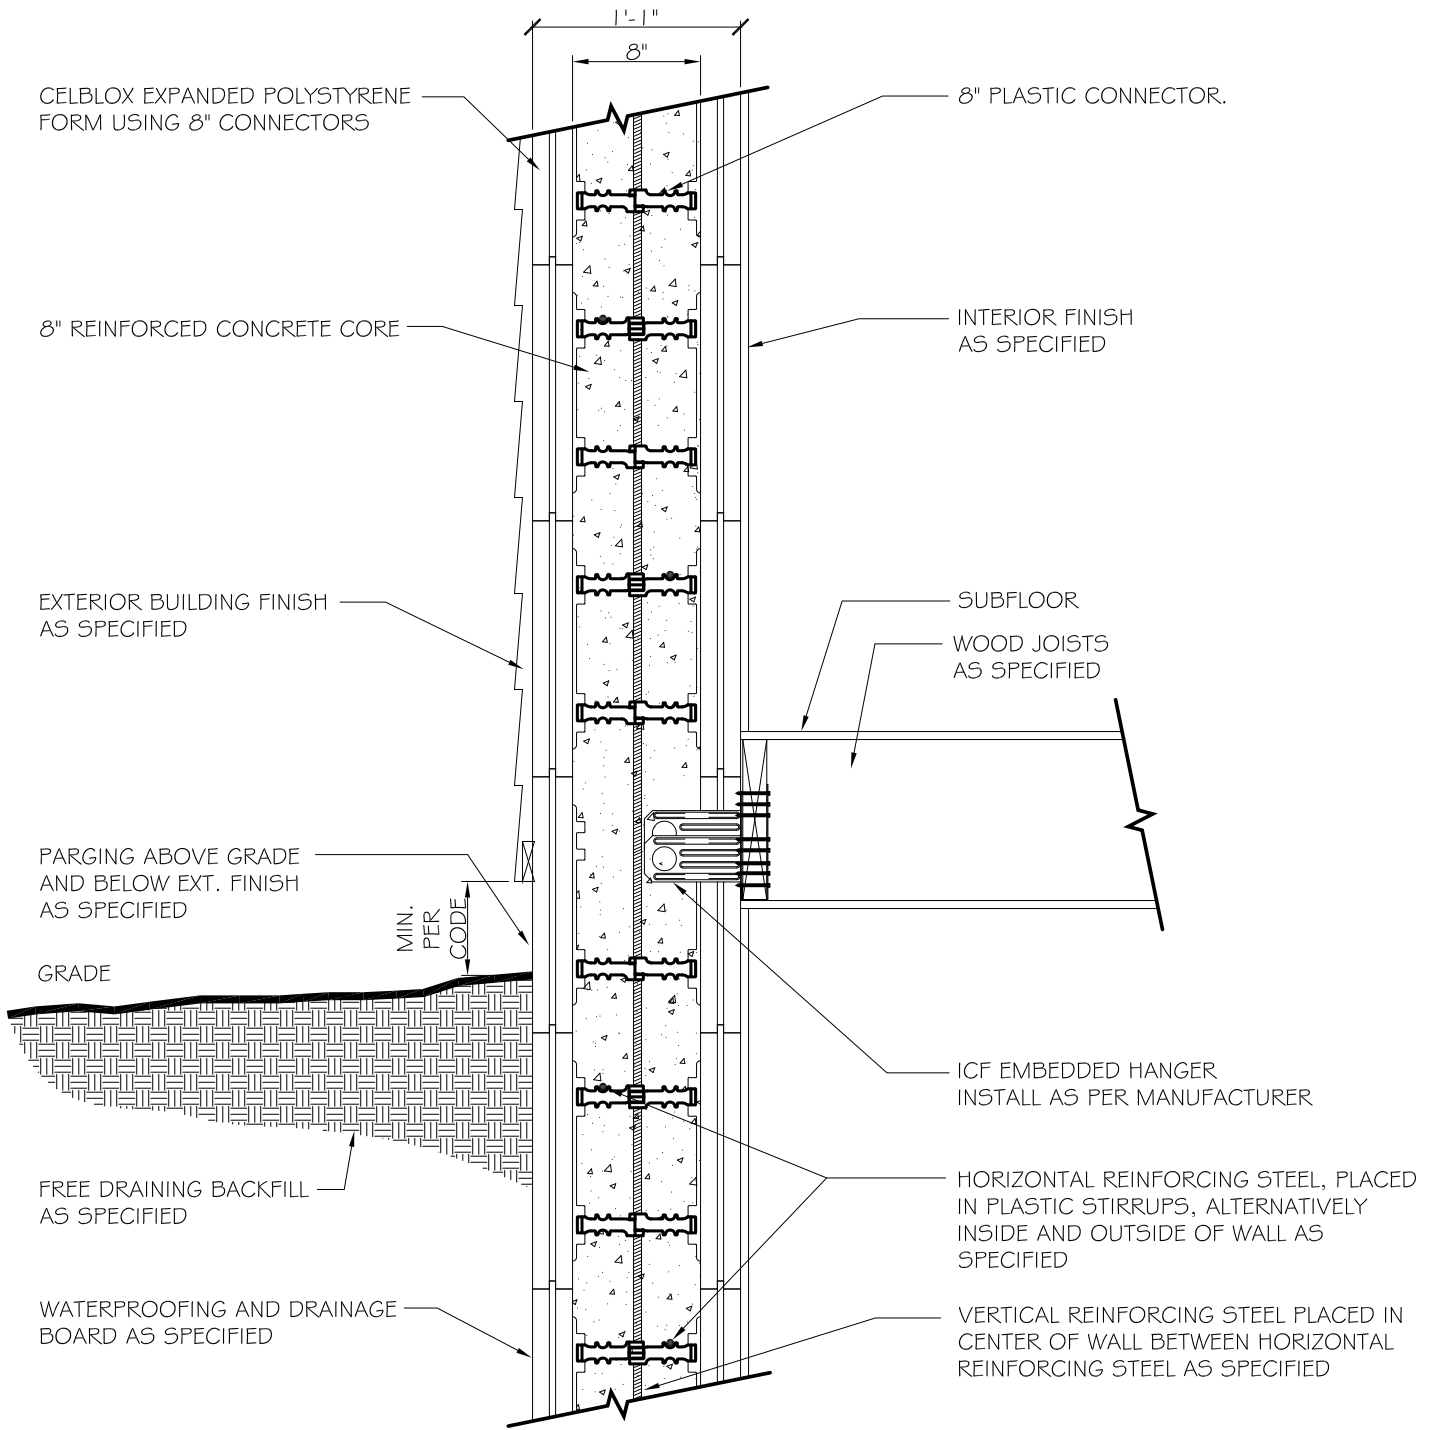 1'-1"
8"
CELBLOX EXPANDED POLYSTYRENE
FORM USING 8" CONNECTORS
8" PLASTIC CONNECTOR.
8" REINFORCED CONCRETE CORE
INTERIOR FINISH
AS SPECIFIED
EXTERIOR BUILDING FINISH
AS SPECIFIED
SUBFLOOR
WOOD JOISTS
AS SPECIFIED
PARGING ABOVE GRADE
AND BELOW EXT. FINISH
AS SPECIFIED
MIN.
PER
CODE
GRADE
ICF EMBEDDED HANGER
INSTALL AS PER MANUFACTURER
FREE DRAINING BACKFILL
AS SPECIFIED
HORIZONTAL REINFORCING STEEL, PLACED
IN PLASTIC STIRRUPS, ALTERNATIVELY
INSIDE AND OUTSIDE OF WALL AS
SPECIFIED
WATERPROOFING AND DRAINAGE
BOARD AS SPECIFIED
VERTICAL REINFORCING STEEL PLACED IN
CENTER OF WALL BETWEEN HORIZONTAL
REINFORCING STEEL AS SPECIFIED